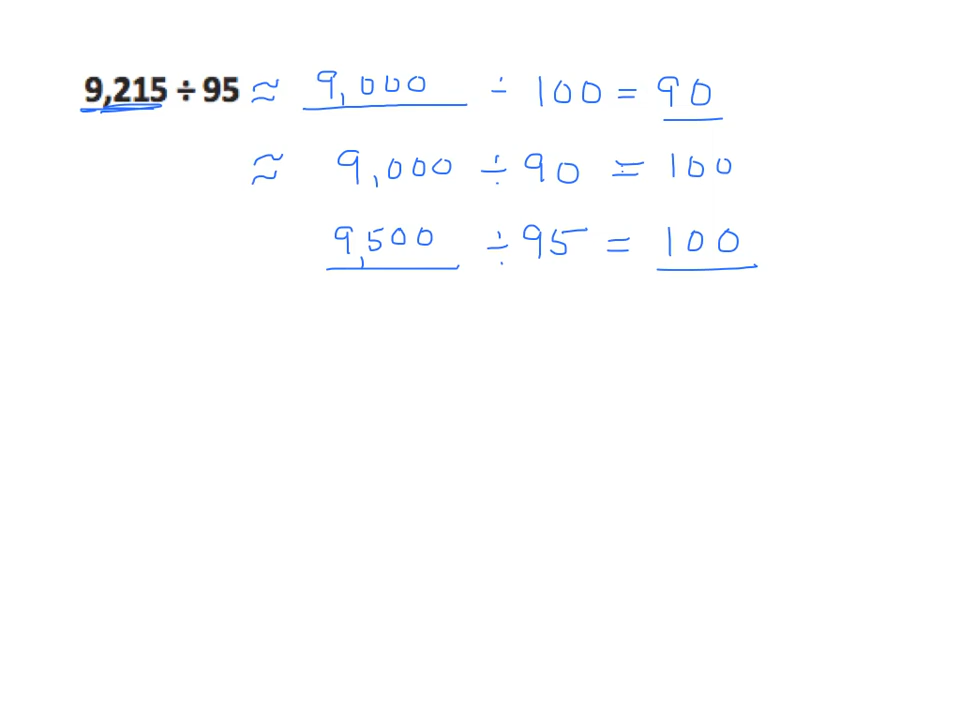 9,215 ÷ 95 ≈ 9,000 ÷ 100 = 90
≈ 9,000 ÷ 90 = 100
9,500 ÷ 95 = 100